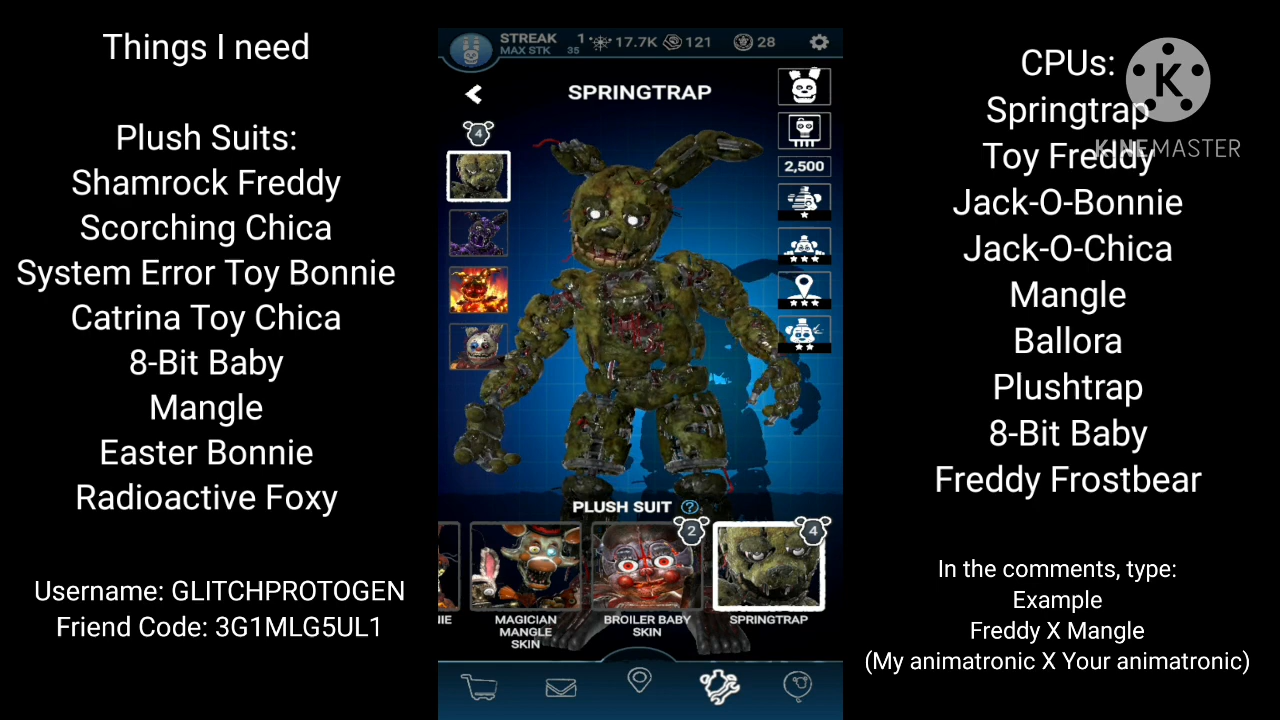 Things I need
Plush Suits:
Shamrock Freddy
Scorching Chica
System Error Toy Bonnie
Catrina Toy Chica
8-Bit Baby
Mangle
Easter Bonnie
Radioactive Foxy
Username: GLITCHPROTOGEN
Friend Code: 3G1MLG5UL1
STREAK 1
MAX STK 35
17.7K 121 28
SPRINGTRAP
4
2,500
PLUSH SUIT ?
2 4
NIE
MAGICIAN
MANGLE
SKIN
BROILER BABY
SKIN
SPRINGTRAP
CPUs:
Springtrap
Toy Freddy
Jack-O-Bonnie
Jack-O-Chica
Mangle
Ballora
Plushtrap
8-Bit Baby
Freddy Frostbear
In the comments, type:
Example
Freddy X Mangle
(My animatronic X Your animatronic)
K
KINEMASTER